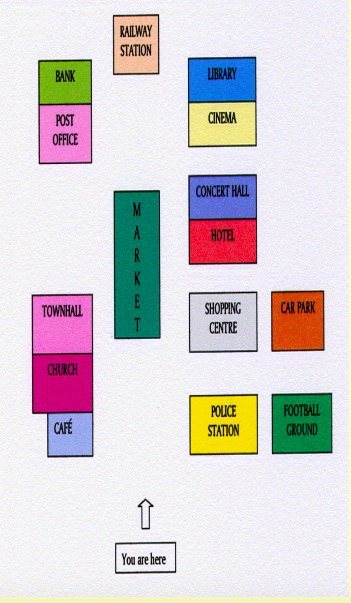 RAILWAY
STATION
BANK
LIBRARY
POST
OFFICE
CINEMA
CONCERT HALL
HOTEL
M
A
R
K
E
T
TOWNHALL
SHOPPING
CENTRE
CAR PARK
CHURCH
CAFÉ
POLICE
STATION
FOOTBALL
GROUND
You are here